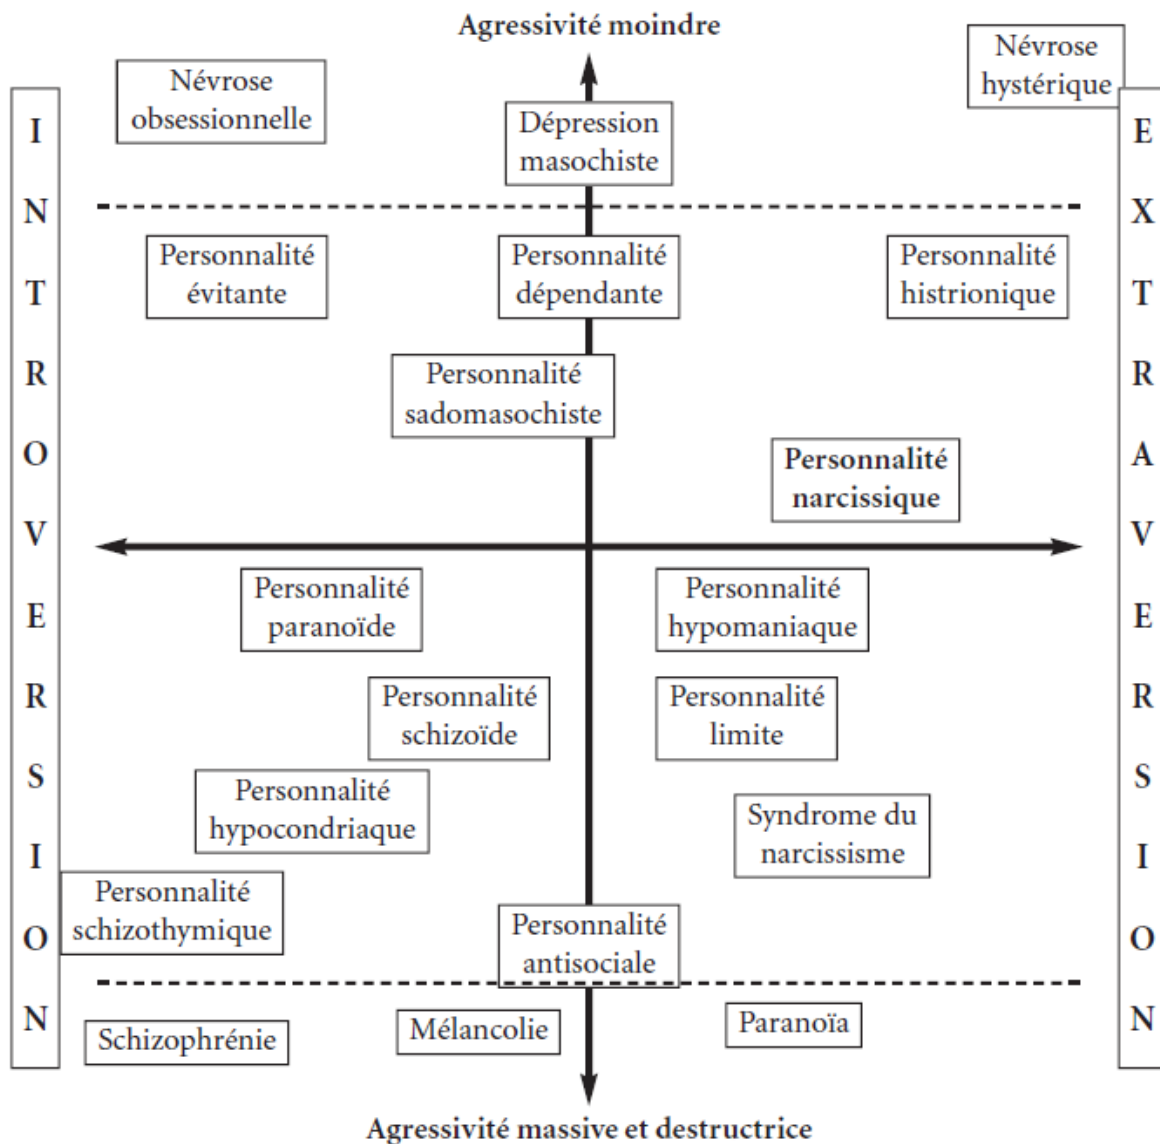 Agressivité moindre
Névrose
hystérique
Névrose
obsessionnelle
Dépression
masochiste
INTROVERSION
EXTRAVERSION
Personnalité
évitante
Personnalité
dépendante
Personnalité
histrionique
Personnalité
sadomasochiste
Personnalité
narcissique
Personnalité
paranoïde
Personnalité
hypomaniaque
Personnalité
schizoïde
Personnalité
limite
Personnalité
hypocondriaque
Syndrome du
narcissisme
Personnalité
schizothymique
Personnalité
antisociale
Schizophrénie
Mélancolie
Paranoïa
Agressivité massive et destructrice